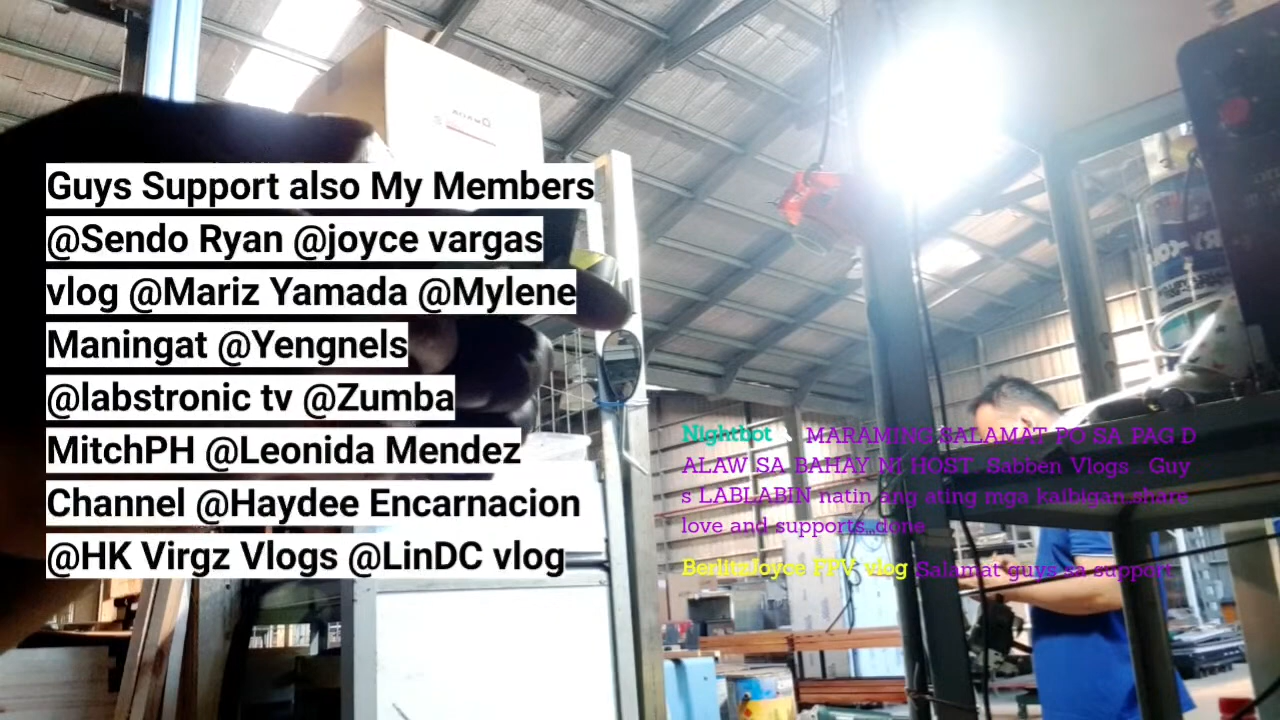 Guys Support also My Members
@Sendo Ryan @joyce vargas
vlog @Mariz Yamada @Mylene
Maningat @Yengnels
@labstronic tv @Zumba
MitchPH @Leonida Mendez
Channel @Haydee Encarnacion
@HK Virgz Vlogs @LinDC vlog
Nightbot MARAMING SALAMAT PO SA PAG D
ALAW SA BAHAY NI HOST Sabben Vlogs . Guy
s LABLABIN natin ang ating mga kaibigan share
love and supports..done
Joyce FPV vlog Salamat guys sa support